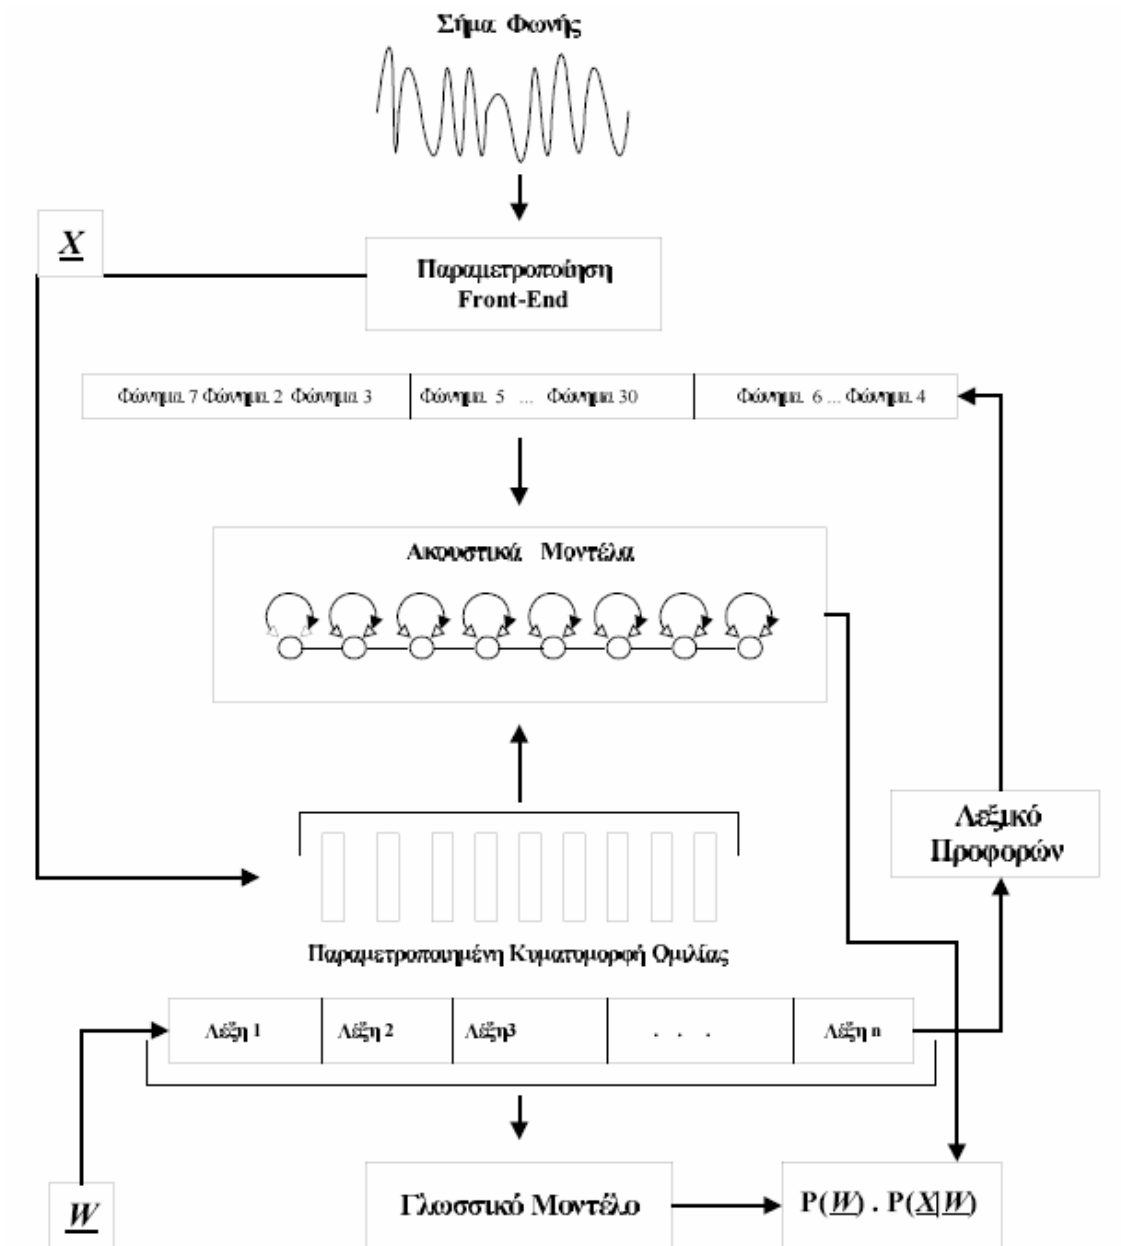 Σήμα Φωνής
X
Παραμετροποίηση
Front-End
Φώνημα 7 Φώνημα 2 Φώνημα 3 Φώνημα 5 ... Φώνημα 30 Φώνημα 6 ... Φώνημα 4
Ακουστικά Μοντέλα
Λεξικό
Προφορών
Παραμετροποιημένη Κυματομορφή Ομιλίας
Λέξη 1 Λέξη 2 Λέξη3 . . . Λέξη n
W
Γλωσσικό Μοντέλο
P(W) . P(X|W)